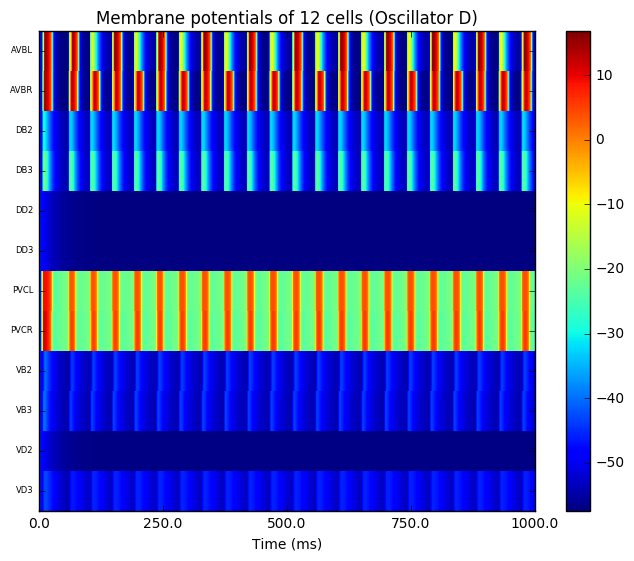 Membrane potentials of 12 cells (Oscillator D)
AVBL
AVBR
DB2
DB3
DD2
DD3
PVCL
PVCR
VB2
VB3
VD2
VD3
0.0 250.0 500.0 750.0 1000.0
Time (ms)
10
0
−10
−20
−30
−40
−50